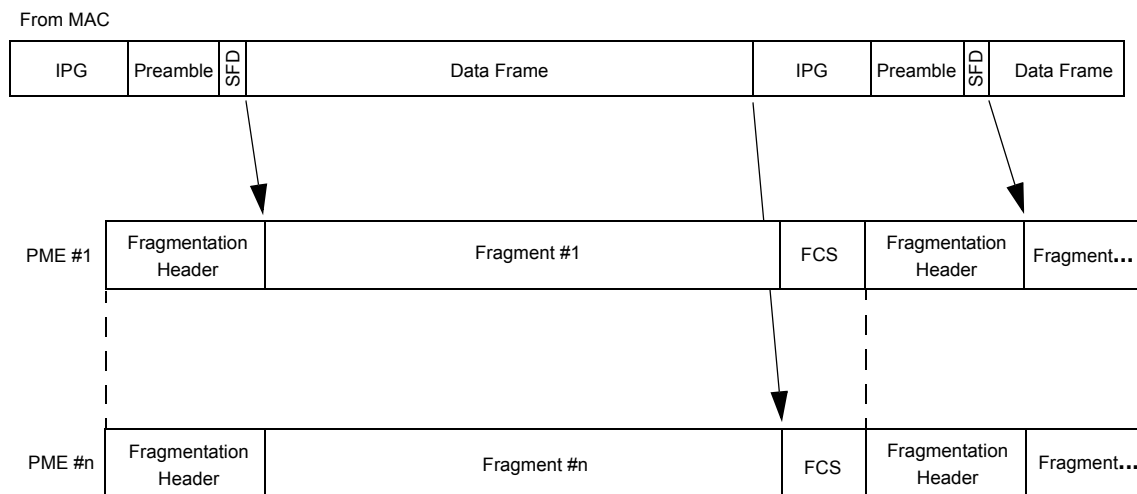 From MAC
IPG Preamble SFD Data Frame IPG Preamble SFD Data Frame
PME #1 Fragmentation Header Fragment #1 FCS Fragmentation Header Fragment...
PME #n Fragmentation Header Fragment #n FCS Fragmentation Header Fragment...